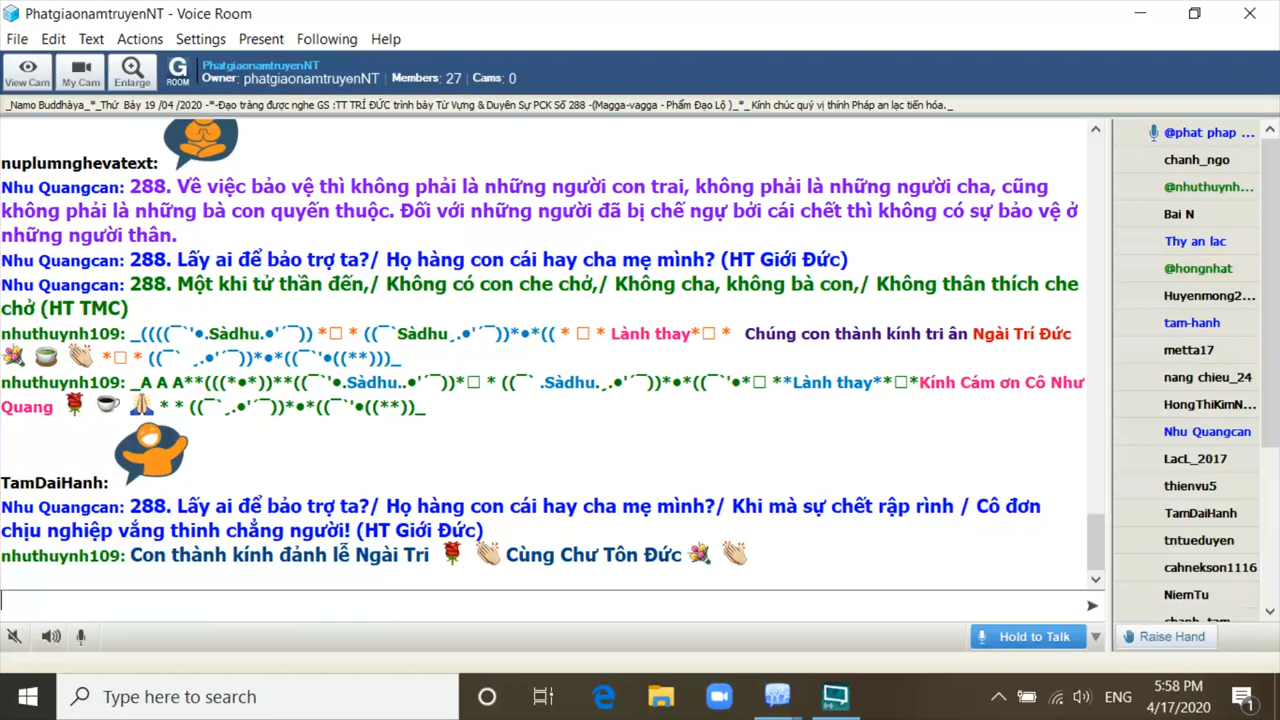 PhatgiaonamtruyenNT - Voice Room
File Edit Text Actions Settings Present Following Help
View Cam My Cam Enlarge G ROOM PhatgiaonamtruyenNT
Owner: phatgiaonamtruyenNT Members: 27 Cams: 0
_Namo Buddhàya_*_Thứ Bảy 19 /04 /2020 -*-Đạo tràng được nghe GS :TT TRÍ ĐỨC trình bày Từ Vựng & Duyên Sự PCK Số 288 -(Magga-vagga - Phẩm Đạo Lộ )_*_ Kính chúc quý vị thính Pháp an lạc tiến hóa._
nuplumnghevatext:
Nhu Quangcan: 288. Về việc bảo vệ thì không phải là những người con trai, không phải là những người cha, cũng
không phải là những bà con quyến thuộc. Đối với những người đã bị chế ngự bởi cái chết thì không có sự bảo vệ ở
những người thân.
Nhu Quangcan: 288. Lấy ai để bảo trợ ta?/ Họ hàng con cái hay cha mẹ mình? (HT Giới Đức)
Nhu Quangcan: 288. Một khi tử thần đến,/ Không có con che chở,/ Không cha, không bà con,/ Không thân thích che
chở (HT TMC)
nhuthuynh109: _((((¯`'•.Sàdhu.•'´¯)) *□ * ((¯`Sàdhu¸.•'´¯))*•*(( * □ * Lành thay*□ * Chúng con thành kính tri ân Ngài Trí Đức
💐 🍵 👏 *□ * ((¯` ¸.•'´¯))*•*((¯`'•((**)))_
nhuthuynh109: _A A A**(((*•*))**((¯`'•.Sàdhu..•'´¯))*□ * ((¯` .Sàdhu.¸.•'´¯))*•*((¯`'•*□ **Lành thay**□*Kính Cám ơn Cô Như
Quang 🌹 ☕ 🙏 * * ((¯`¸.•'´¯))*•*((¯`'•((**))_
TamDaiHanh:
Nhu Quangcan: 288. Lấy ai để bảo trợ ta?/ Họ hàng con cái hay cha mẹ mình?/ Khi mà sự chết rập rình / Cô đơn
chịu nghiệp vắng thinh chẳng người! (HT Giới Đức)
nhuthuynh109: Con thành kính đảnh lễ Ngài Tri 🌹 👏 Cùng Chư Tôn Đức 💐 👏
@phat phap ...
chanh_ngo
@nhuthuynh...
Bai N
Thy an lac
@hongnhat
Huyenmong2...
tam-hanh
metta17
nang chieu_24
HongThiKimN...
Nhu Quangcan
LacL_2017
thienvu5
TamDaiHanh
tntueduyen
cahnekson1116
NiemTu
chanh_tam
Hold to Talk Raise Hand
Type here to search ENG 5:58 PM
4/17/2020 1